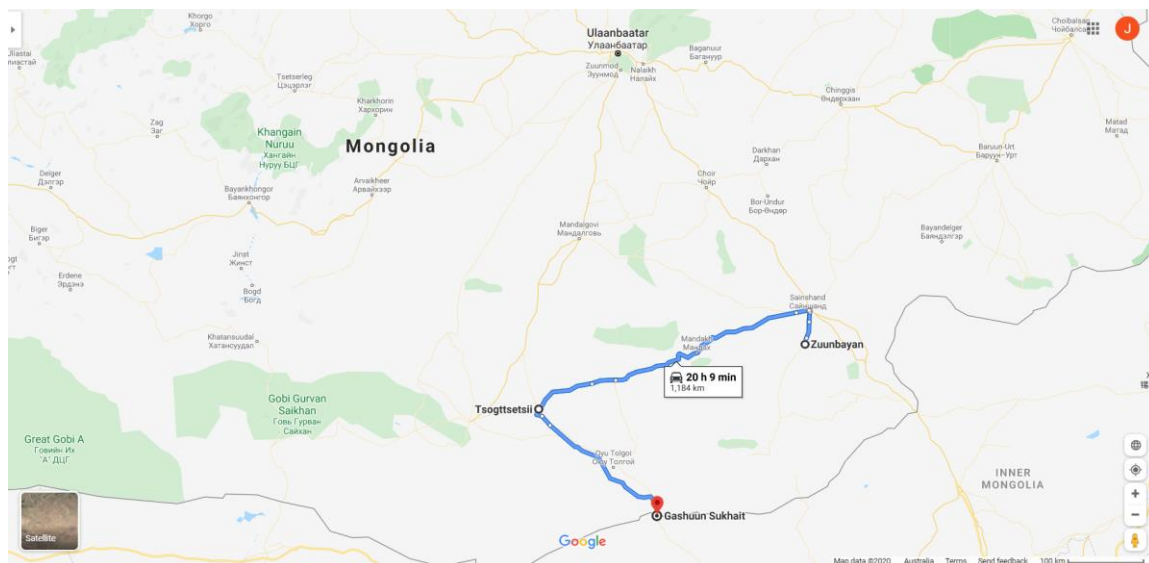 Khorgo
Хорго
Uliastai
Tsetserleg
Цэцэрлэг
Kharkhorin
Хархорин
Ulaanbaatar
Улаанбаатар
Zuunmod
Зуунмод
Nalaikh
Налайх
Baganuur
Багануур
Choibalsan
Чойбалса
J
Chinggis
Өндөрхаан
Zag
Заг
Khangain
Nuruu
Хангайн
Нуруу БЦГ
Mongolia
Matad
Матад
Delger
Дэлгэр
Bayankhongor
Баянхонгор
Arvaikheer
Арвайхээр
Darkhan
Дархан
Choir
Чойр
Bor-Undur
Бор-Өндөр
Baruun-Urt
Баруун-Урт
Biger
Бигэр
Jinst
Жинст
Mandalgovi
Мандалговь
Bayandelger
Баяндэлгэр
Erdene
Эрдэнэ
Bogd
Богд
Sainshand
Сайншанд
Khatansuudal
Хатансуудал
Mandakh
Мандах
Zuunbayan
20 h 9 min
1,184 km
Gobi Gurvan
Saikhan
Говь Гурван
Сайхан
Tsogttsetsii
Great Gobi A
Говийн Их
"А" ДЦГ
Oyu Tolgoi
Оюу Толгой
INNER
MONGOLIA
Gashuun Sukhait
Satellite
Google
Map data ©2020 Australia Terms Send feedback 100 km